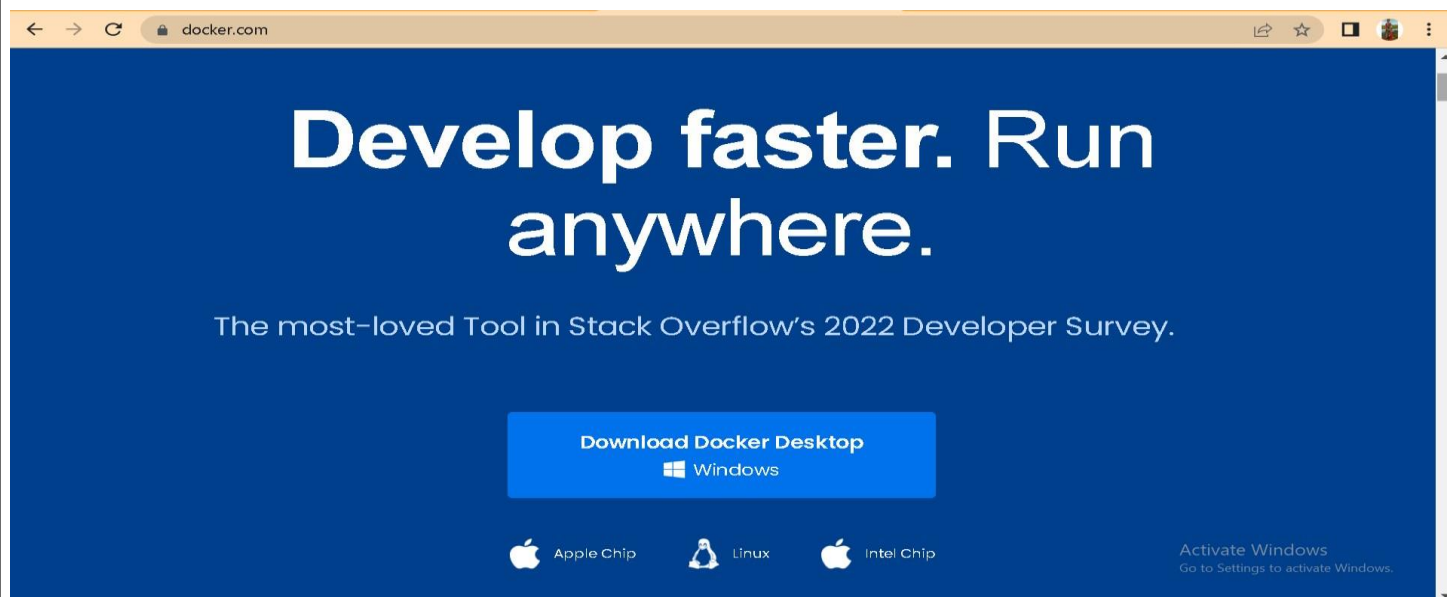 docker.com
Develop faster. Run
anywhere.
The most-loved Tool in Stack Overflow's 2022 Developer Survey.
Download Docker Desktop
Windows
Apple Chip Linux Intel Chip
Activate Windows
Go to Settings to activate Windows.